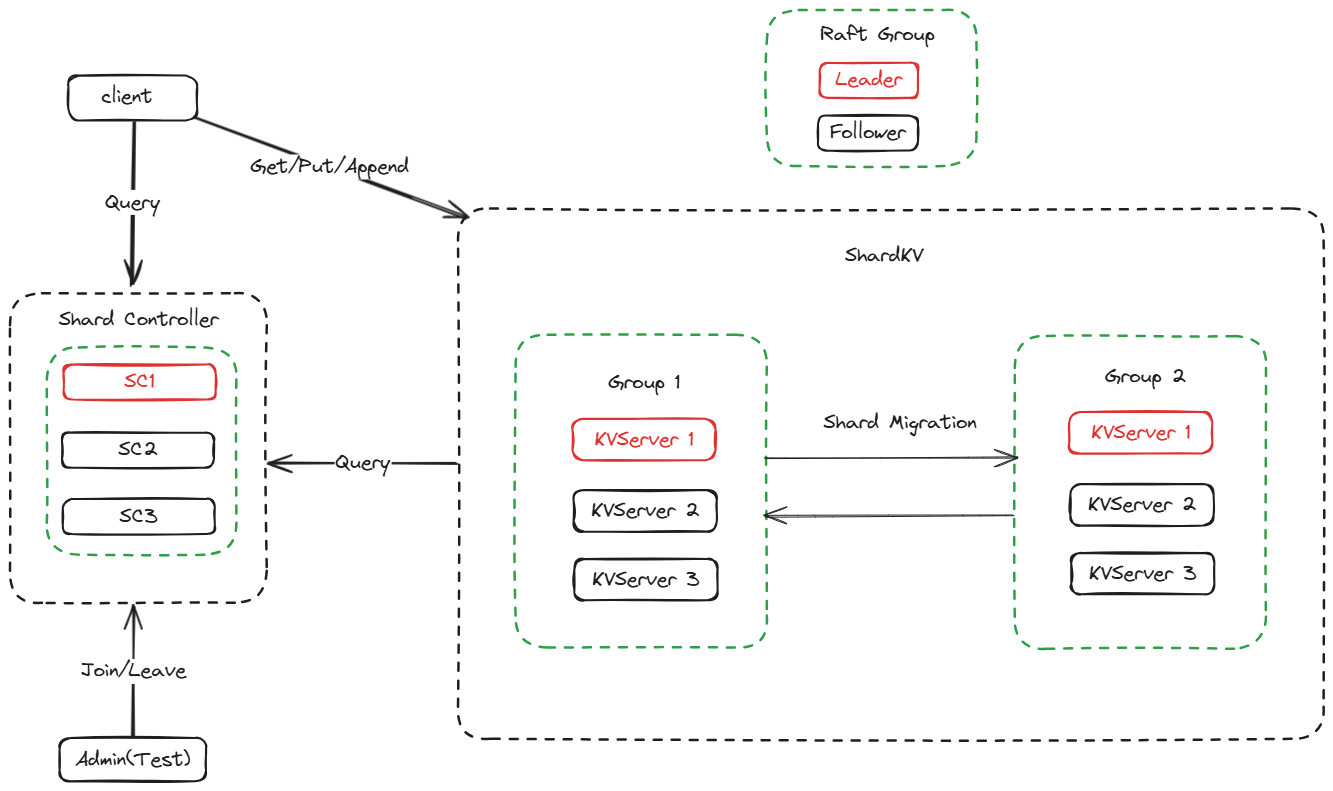 Raft Group
Leader
Follower
client
Get/Put/Append
Query
ShardKV
Shard Controller
SC1
SC2
SC3
Query
Group 1
KVServer 1
KVServer 2
KVServer 3
Shard Migration
Group 2
KVServer 1
KVServer 2
KVServer 3
Join/Leave
Admin(Test)